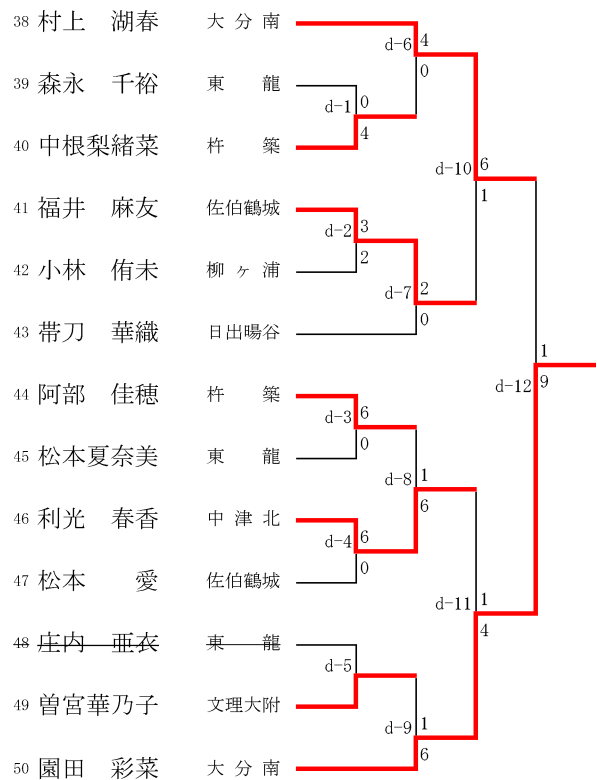 38 村上 湖春 大分南
d-6 4
39 森永 千裕 東龍
0
d-1 0
40 中根梨緒菜 杵築
4
d-10 6
1
41 福井 麻友 佐伯鶴城
d-2 3
2
42 小林 侑未 柳ヶ浦
d-7 2
0
43 帯刀 華織 日出暘谷
1
d-12 9
44 阿部 佳穂 杵築
d-3 6
0
45 松本夏奈美 東龍
d-8 1
6
46 利光 春香 中津北
d-4 6
0
47 松本 愛 佐伯鶴城
d-11 1
4
48 庄内 亜衣 東龍
d-5
49 曽宮華乃子 文理大附
d-9 1
6
50 園田 彩菜 大分南